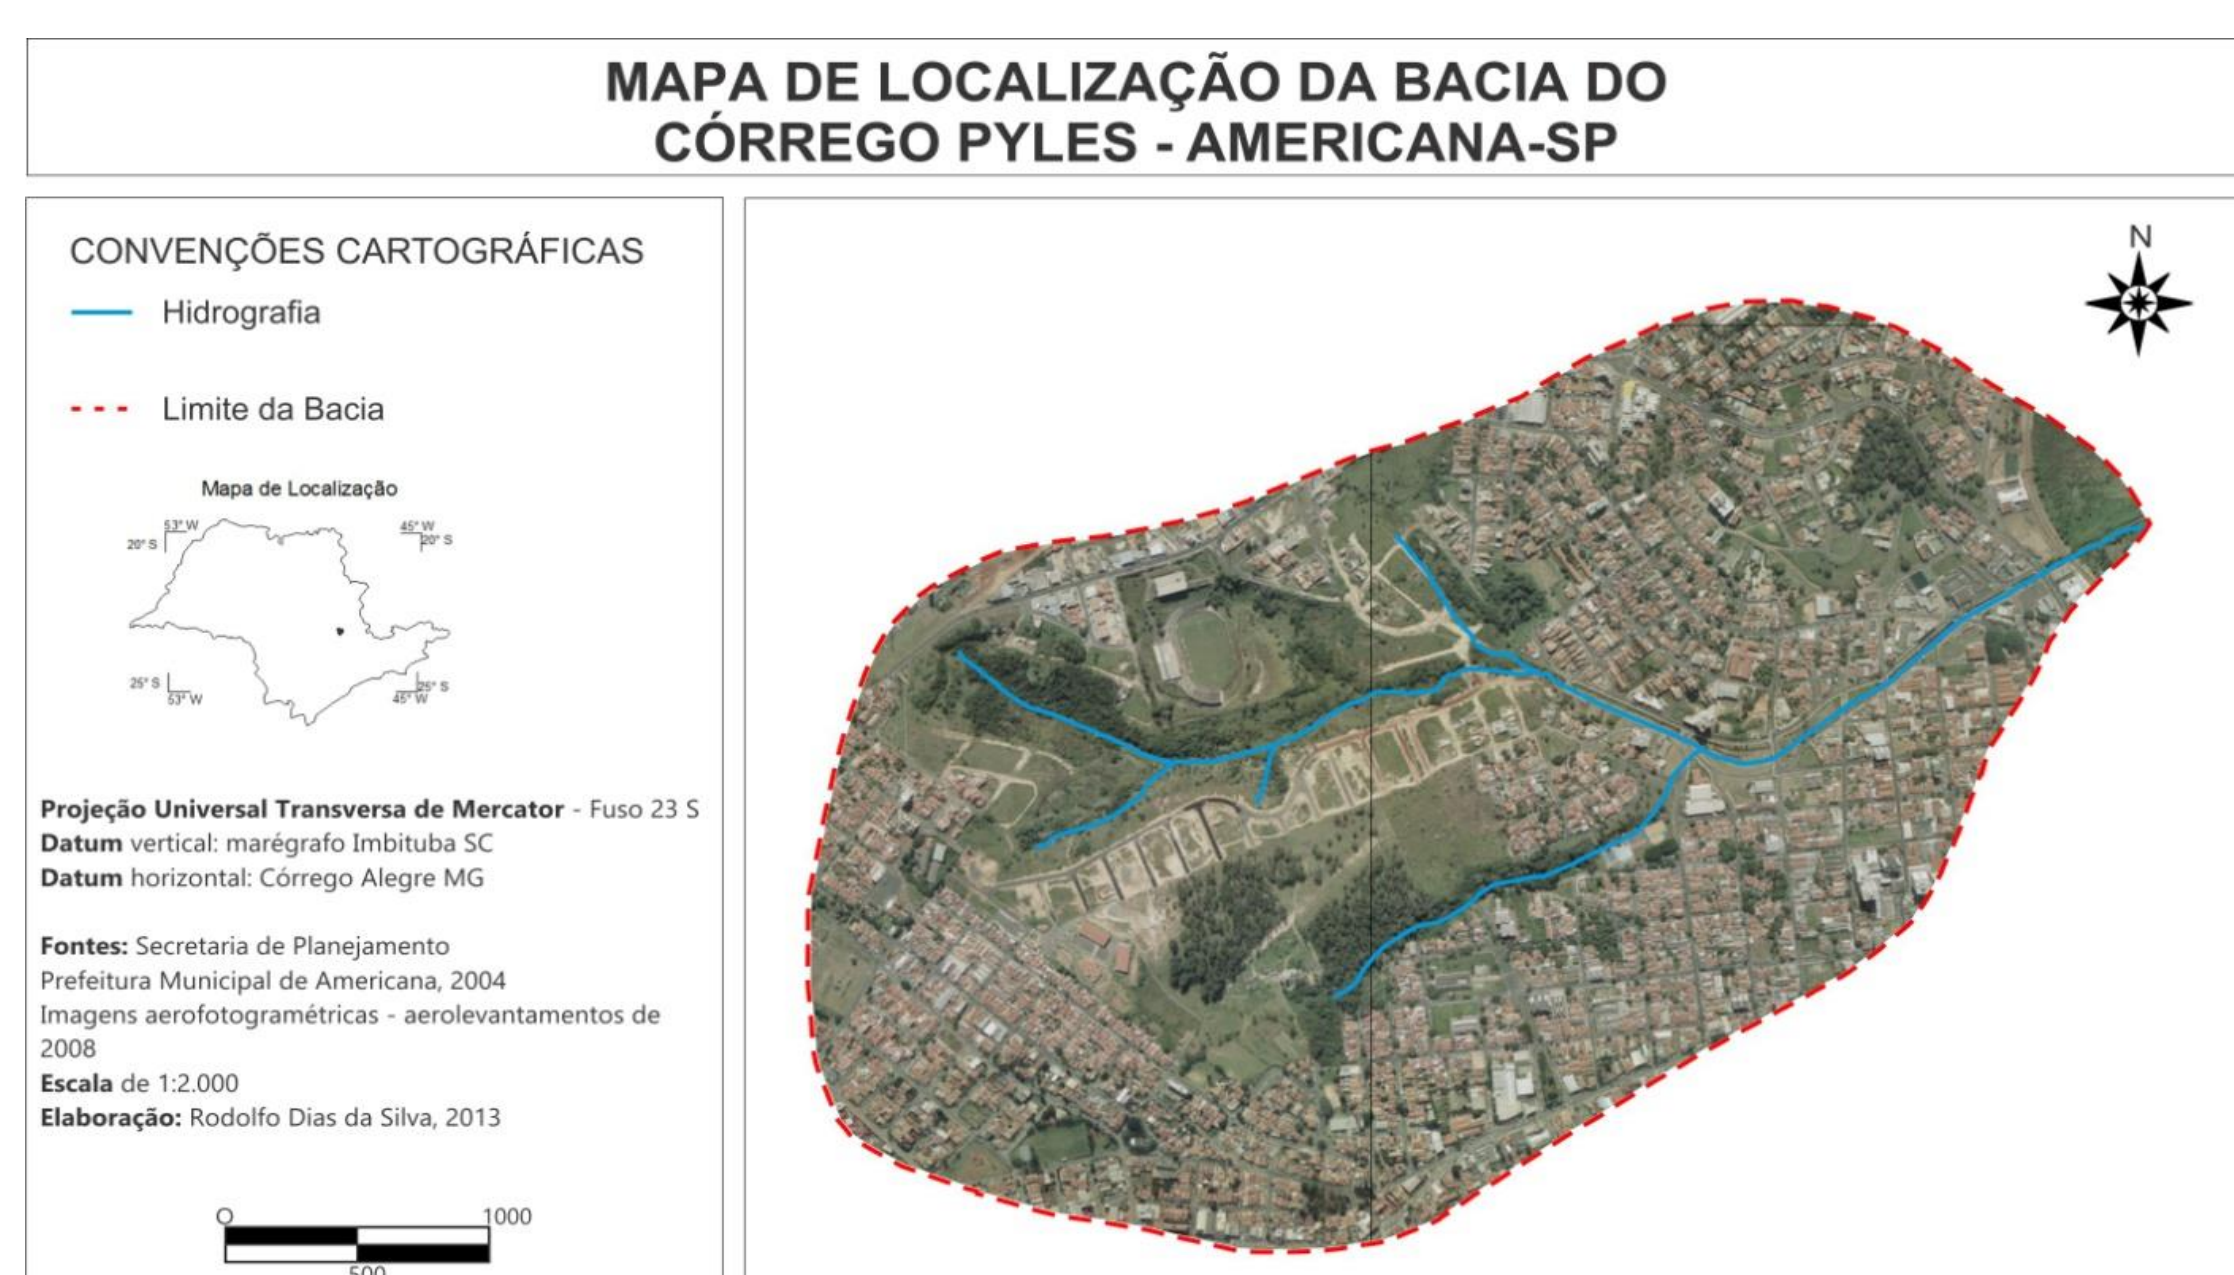 MAPA DE LOCALIZAÇÃO DA BACIA DO
CÓRREGO PYLES - AMERICANA-SP
CONVENÇÕES CARTOGRÁFICAS
Hidrografia
Limite da Bacia
Mapa de Localização
53° W
45° W
20° S
20° S
25° S
53° W
25° S
45° W
Projeção Universal Transversa de Mercator - Fuso 23 S
Datum vertical: marégrafo Imbituba SC
Datum horizontal: Córrego Alegre MG
Fontes: Secretaria de Planejamento
Prefeitura Municipal de Americana, 2004
Imagens aerofotogramétricas - aerolevantamentos de
2008
Escala de 1:2.000
Elaboração: Rodolfo Dias da Silva, 2013
O
1000
500
N